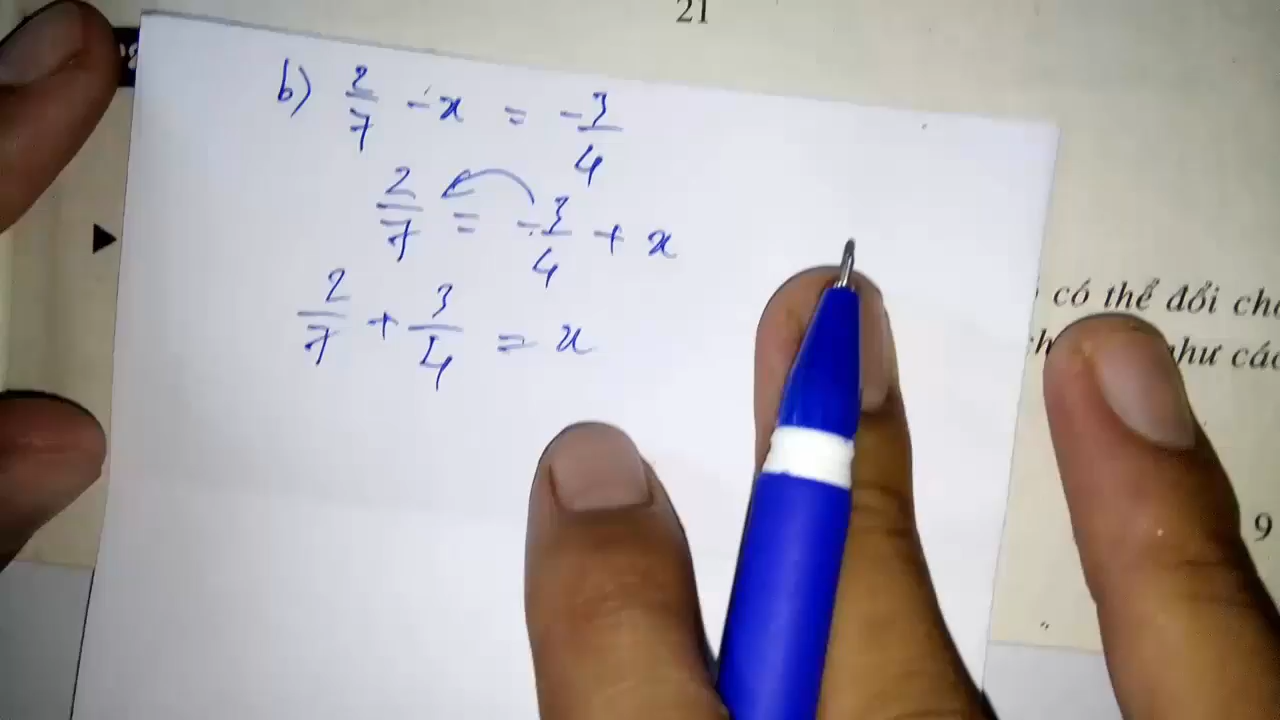 21
b) 2/7 - x = -3/4
2/7 = -3/4 + x
2/7 + 3/4 = x
có thể đổi
như các
9